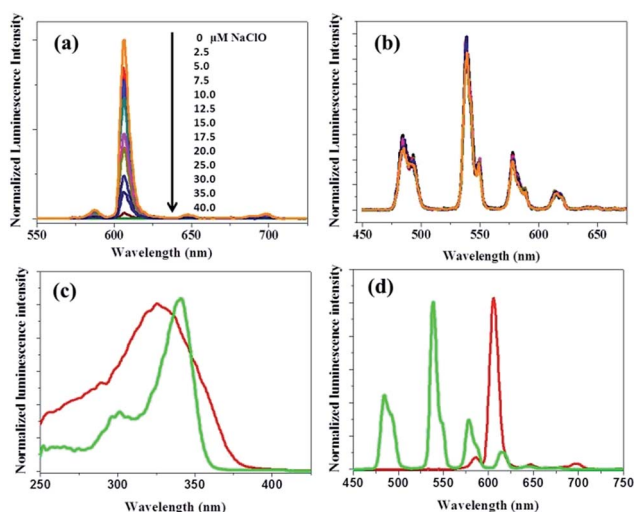 (a)
0 μM NaClO
2.5
5.0
7.5
10.0
12.5
15.0
17.5
20.0
25.0
30.0
35.0
40.0
Normalized Luminescence Intensity
550 600 650 700
Wavelength (nm)
(b)
Normalized Luminescence Intensity
450 500 550 600 650
Wavelength (nm)
(c)
Normalized luminescence intensity
250 300 350 400
Wavelength (nm)
(d)
Normalized luminescence intensity
450 500 550 600 650 700 750
Wavelength (nm)